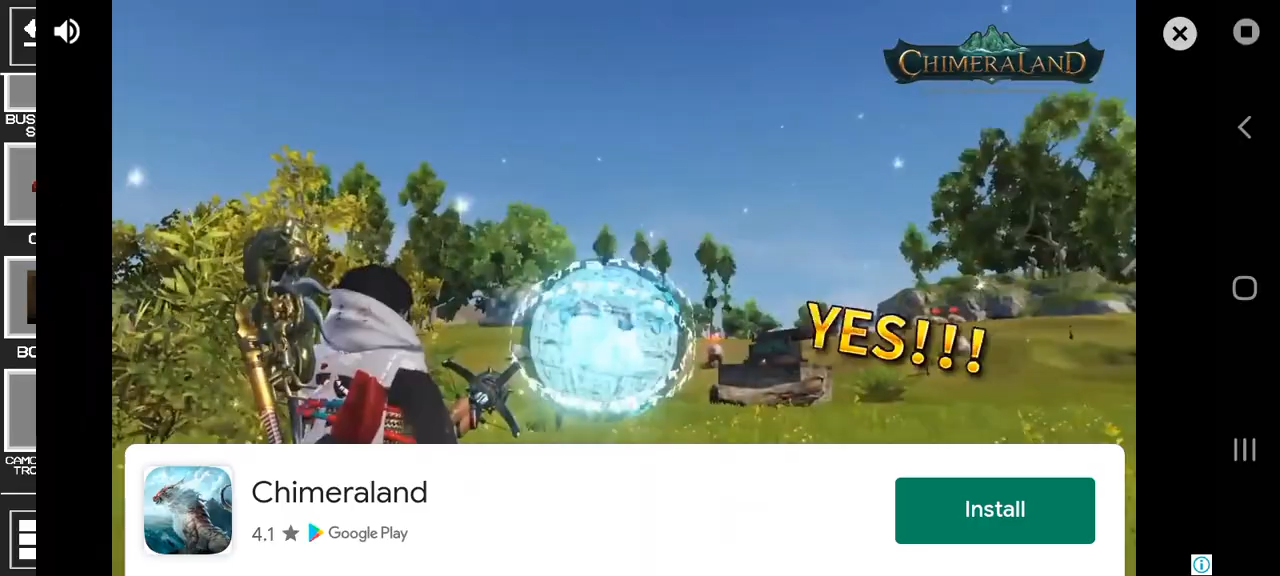 CHIMERALAND
BUS
S
C
BO
CAMO
TRO
YES!!!
Chimeraland
4.1 ★ Google Play
Install